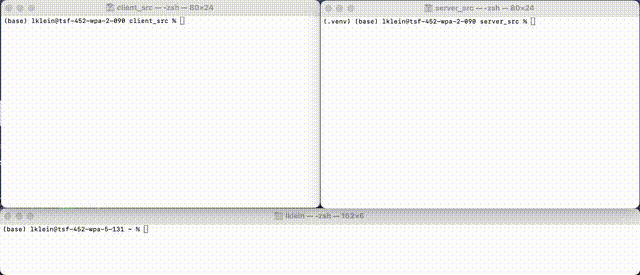 client_src — -zsh — 80×24
(base) lklein@tsf-452-wpa-2-090 client_src %
server_src — -zsh — 80×24
(.venv) (base) lklein@tsf-452-wpa-2-090 server_src %
lklein — -zsh — 162×6
(base) lklein@tsf-452-wpa-5-131 ~ %